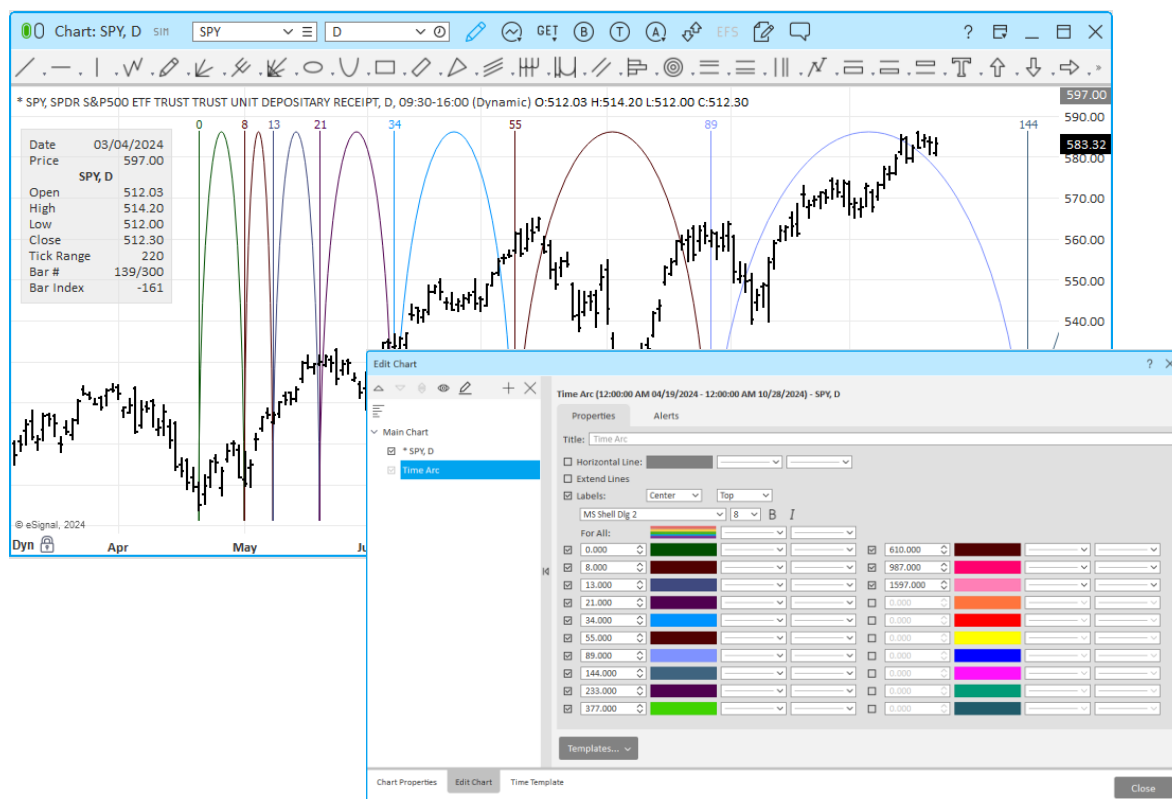 Chart: SPY, D SIM SPY D GET B T A EFS ?
* SPY, SPDR S&P500 ETF TRUST TRUST UNIT DEPOSITARY RECEIPT, D, 09:30-16:00 (Dynamic) O:512.03 H:514.20 L:512.00 C:512.30
597.00
590.00
583.32
580.00
570.00
560.00
550.00
540.00
0 8 13 21 34 55 89 144
Date 03/04/2024
Price 597.00
SPY, D
Open 512.03
High 514.20
Low 512.00
Close 512.30
Tick Range 220
Bar # 139/300
Bar Index -161
© eSignal, 2024
Dyn Apr May
Edit Chart ?
Time Arc (12:00:00 AM 04/19/2024 - 12:00:00 AM 10/28/2024) - SPY, D
Properties Alerts
Main Chart
* SPY, D
Time Arc
Title: Time Arc
Horizontal Line:
Extend Lines
Labels: Center Top
MS Shell Dlg 2 8 B I
For All:
0.000 610.000
8.000 987.000
13.000 1597.000
21.000 0.000
34.000 0.000
55.000 0.000
89.000 0.000
144.000 0.000
233.000 0.000
377.000 0.000
Templates...
Chart Properties Edit Chart Time Template
Close